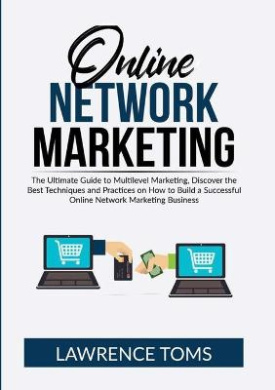 Online
NETWORK
MARKETING
The Ultimate Guide to Multilevel Marketing, Discover the
Best Techniques and Practices on How to Build a Successful
Online Network Marketing Business
LAWRENCE TOMS